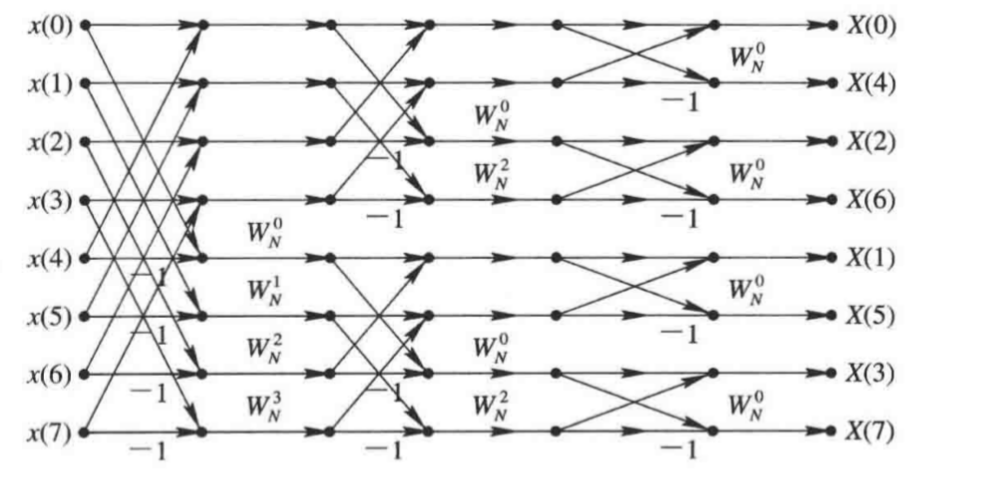 x(0) X(0)
W_N^0
x(1) X(4)
W_N^0 −1
x(2) X(2)
−1 W_N^2 W_N^0
x(3) X(6)
W_N^0 −1 −1
x(4) X(1)
−1 W_N^1 W_N^0
x(5) X(5)
−1 W_N^2 W_N^0 −1
x(6) X(3)
−1 W_N^3 −1 W_N^2 W_N^0
x(7) X(7)
−1 −1 −1